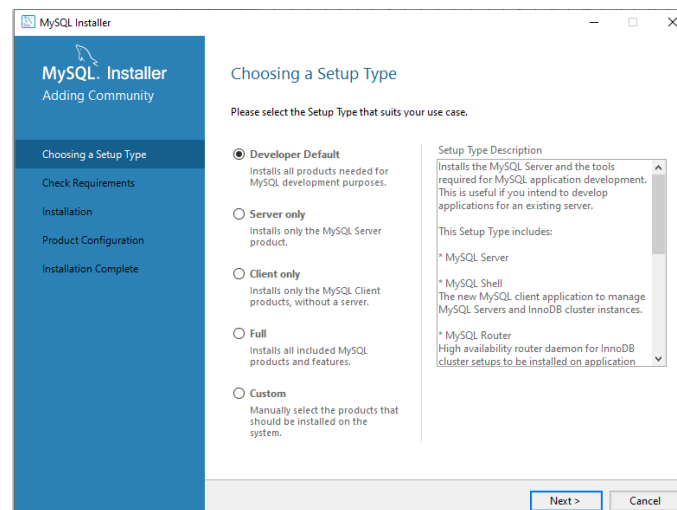 MySQL Installer
MySQL. Installer
Adding Community
Choosing a Setup Type
Check Requirements
Installation
Product Configuration
Installation Complete
Choosing a Setup Type
Please select the Setup Type that suits your use case.
Developer Default
Installs all products needed for
MySQL development purposes.
Server only
Installs only the MySQL Server
product.
Client only
Installs only the MySQL Client
products, without a server.
Full
Installs all included MySQL
products and features.
Custom
Manually select the products that
should be installed on the
system.
Setup Type Description
Installs the MySQL Server and the tools
required for MySQL application development.
This is useful if you intend to develop
applications for an existing server.
This Setup Type includes:
* MySQL Server
* MySQL Shell
The new MySQL client application to manage
MySQL Servers and InnoDB cluster instances.
* MySQL Router
High availability router daemon for InnoDB
cluster setups to be installed on application
Next >
Cancel